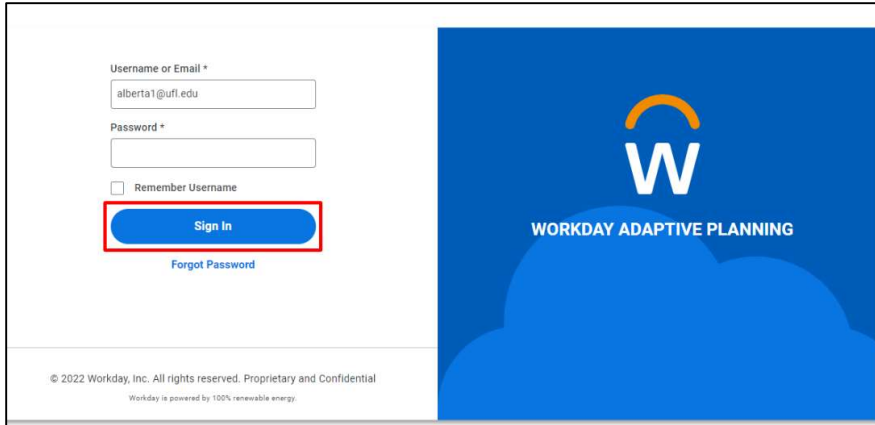 Username or Email *
alberta1@ufl.edu
Password *
Remember Username
Sign In
Forgot Password
© 2022 Workday, Inc. All rights reserved. Proprietary and Confidential
Workday is powered by 100% renewable energy.
W
WORKDAY ADAPTIVE PLANNING